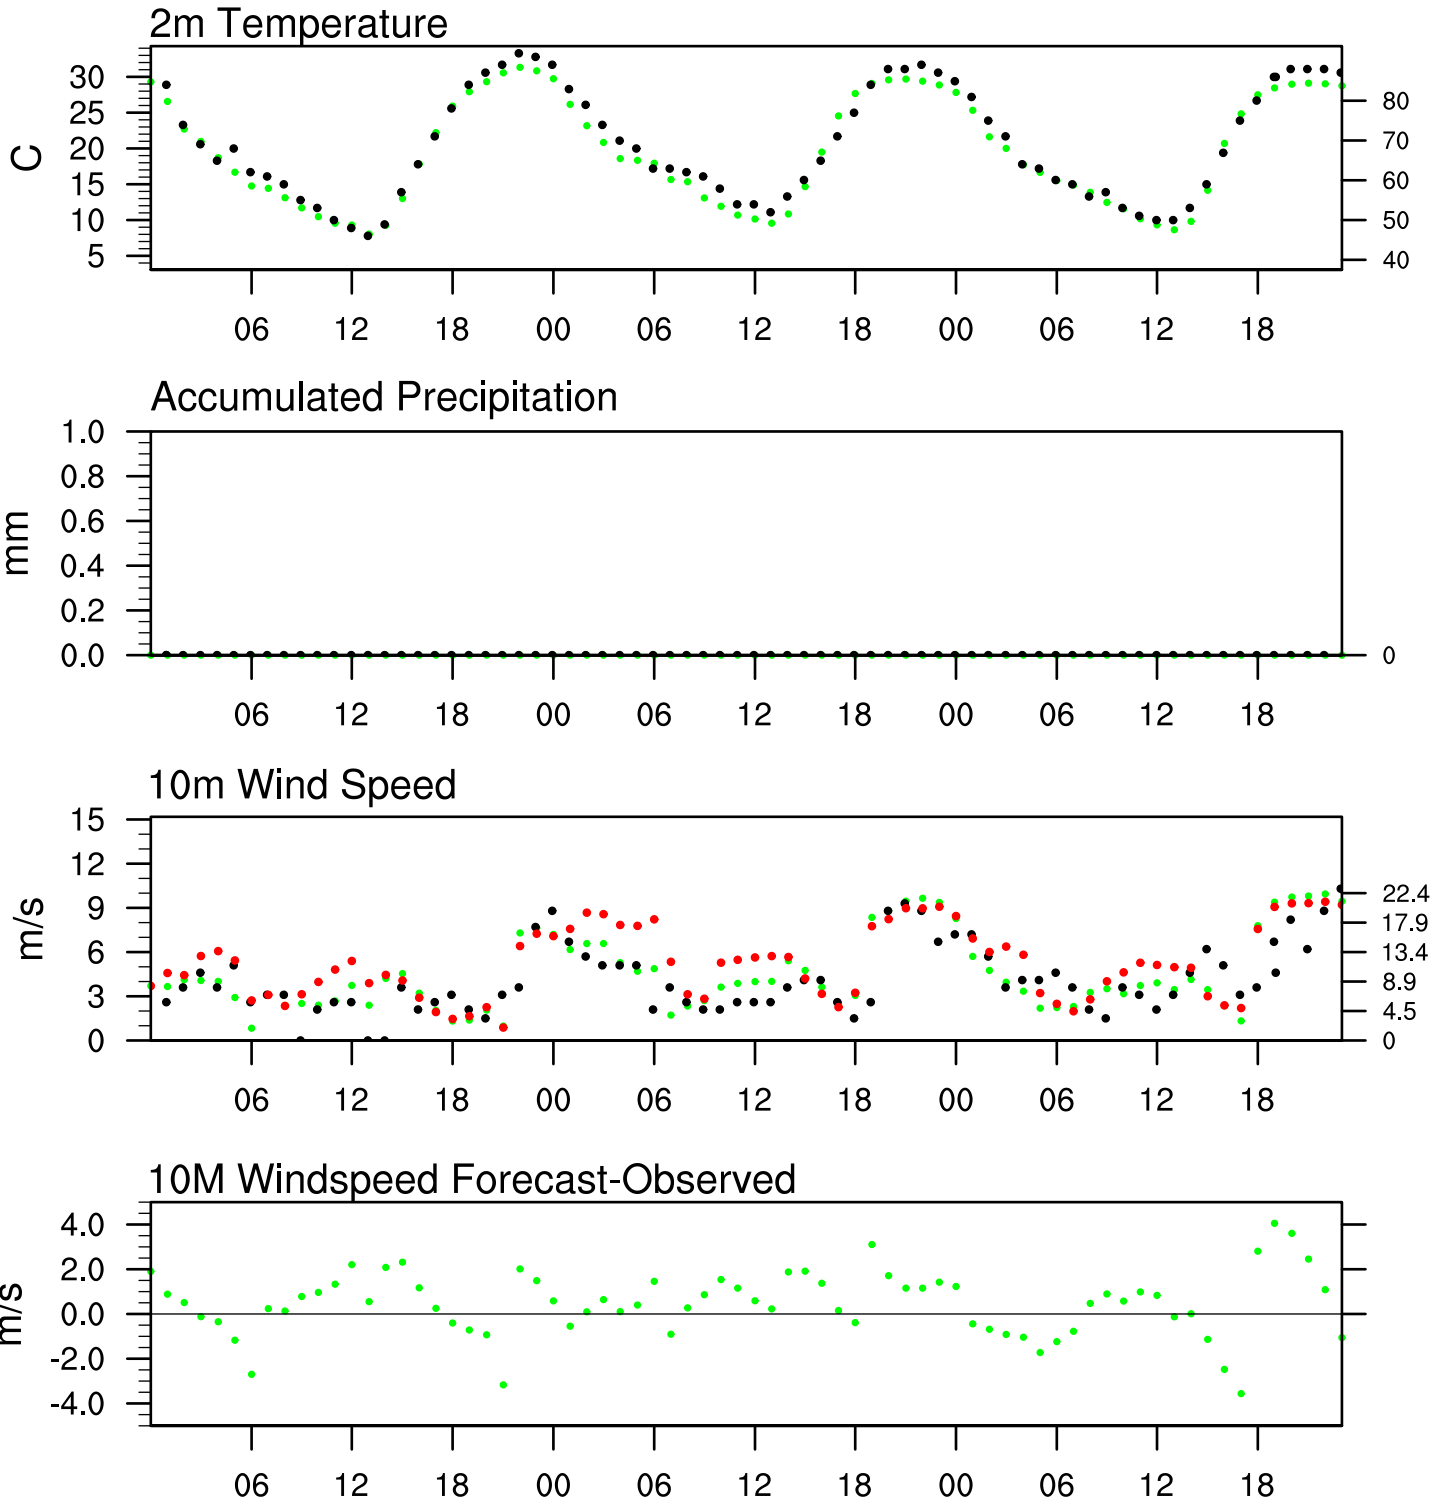 2m Temperature
30
25
20
15
10
5
C
80
70
60
50
40
06 12 18 00 06 12 18 00 06 12 18
Accumulated Precipitation
1.0
0.8
0.6
0.4
0.2
0.0
mm
0
06 12 18 00 06 12 18 00 06 12 18
10m Wind Speed
15
12
9
6
3
0
m/s
22.4
17.9
13.4
8.9
4.5
0
06 12 18 00 06 12 18 00 06 12 18
10M Windspeed Forecast-Observed
4.0
2.0
0.0
-2.0
-4.0
m/s
06 12 18 00 06 12 18 00 06 12 18